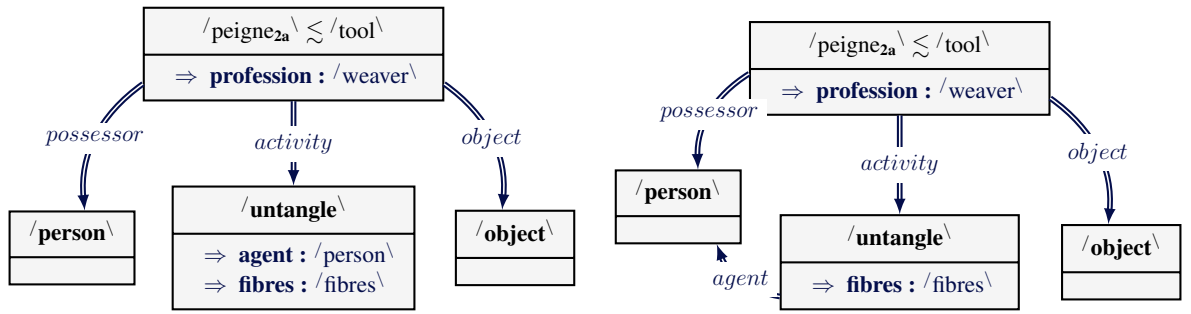 /peigne2a\ ≲ /tool\
⇒ profession : /weaver\
possessor
activity
object
/person\
/untangle\
⇒ agent : /person\
⇒ fibres : /fibres\
/object\
/peigne2a\ ≲ /tool\
⇒ profession : /weaver\
possessor
activity
object
/person\
agent
/untangle\
⇒ fibres : /fibres\
/object\